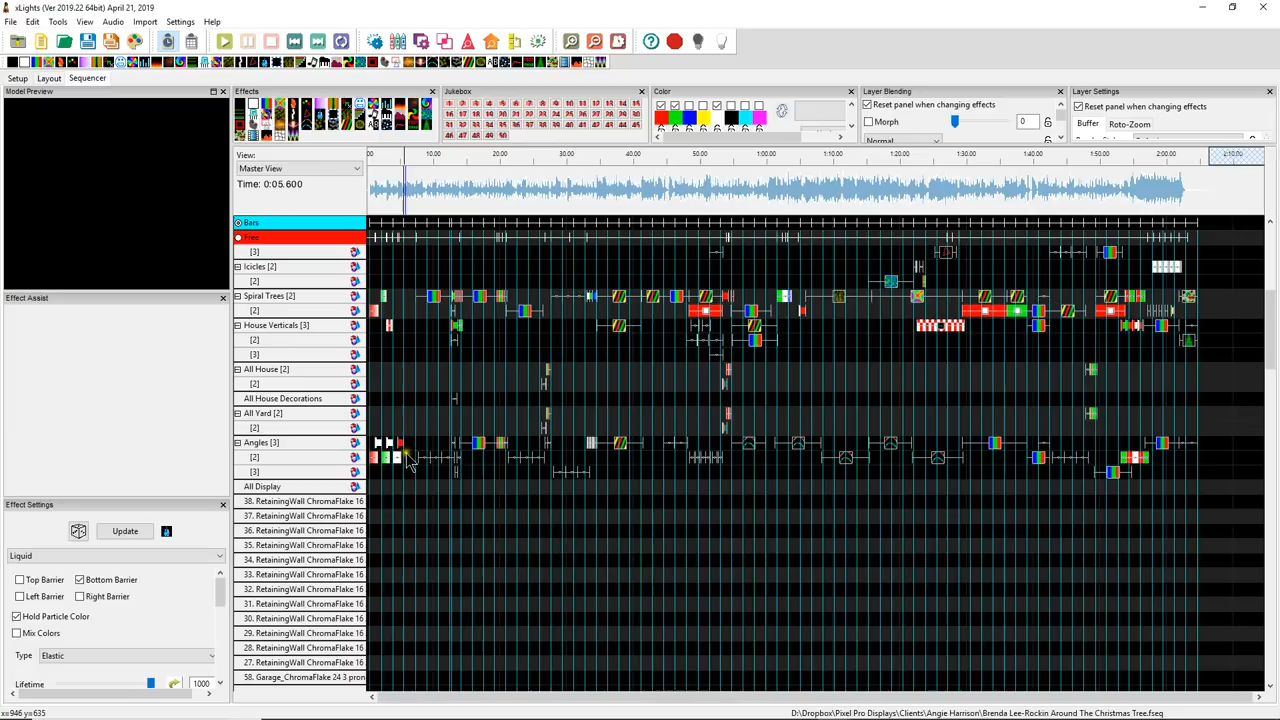 xLights (Ver 2019.22 64bit) April 21, 2019
File Edit Tools View Audio Import Settings Help
Setup Layout Sequencer
Model Preview
Effects
Jukebox
Color
Layer Blending
Layer Settings
Reset panel when changing effects
Reset panel when changing effects
Morph 0
Buffer Roto-Zoom
Normal
View:
Master View
Time: 0:05.600
10:00 20:00 30:00 40:00 50:00 1:00:00 1:10:00 1:20:00 1:30:00 1:40:00 1:50:00 2:00:00
Bars
Free
[3]
Icicles [2]
[2]
Spiral Trees [2]
[2]
House Verticals [3]
[2]
[3]
All House [2]
[2]
All House Decorations
All Yard [2]
[2]
Angles [3]
[2]
[3]
All Display
38. RetainingWall ChromaFlake 16
37. RetainingWall ChromaFlake 16
36. RetainingWall ChromaFlake 16
35. RetainingWall ChromaFlake 16
34. RetainingWall ChromaFlake 16
33. RetainingWall ChromaFlake 16
32. RetainingWall ChromaFlake 16
31. RetainingWall ChromaFlake 16
30. RetainingWall ChromaFlake 16
29. RetainingWall ChromaFlake 16
28. RetainingWall ChromaFlake 16
27. RetainingWall ChromaFlake 16
58. Garage_ChromaFlake 24 3 pron
Effect Assist
Effect Settings
Update
Liquid
Top Barrier Bottom Barrier
Left Barrier Right Barrier
Hold Particle Color
Mix Colors
Type Elastic
Lifetime 1000
x=946 y=635
D:\Dropbox\Pixel Pro Displays\Clients\Angie Harrison\Brenda Lee-Rockin Around The Christmas Tree.fseq